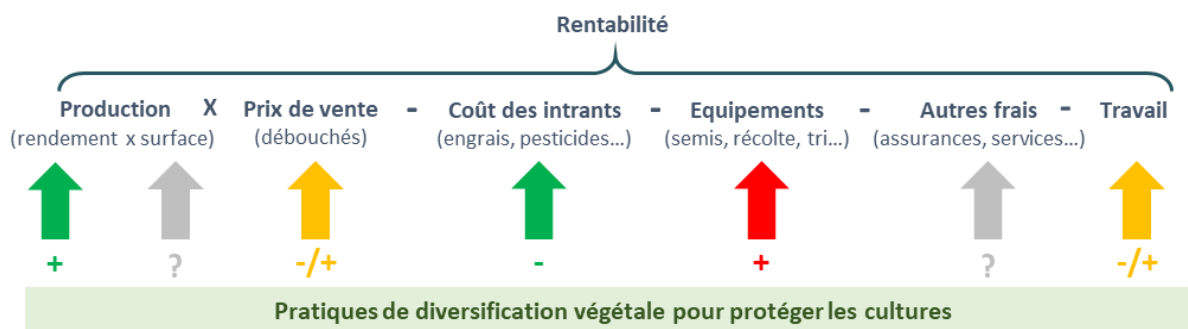 Rentabilité
Production X Prix de vente - Coût des intrants - Equipements - Autres frais - Travail
(rendement x surface) (débouchés) (engrais, pesticides...) (semis, récolte, tri...) (assurances, services...)
+ ? -/+ - + ? -/+
Pratiques de diversification végétale pour protéger les cultures